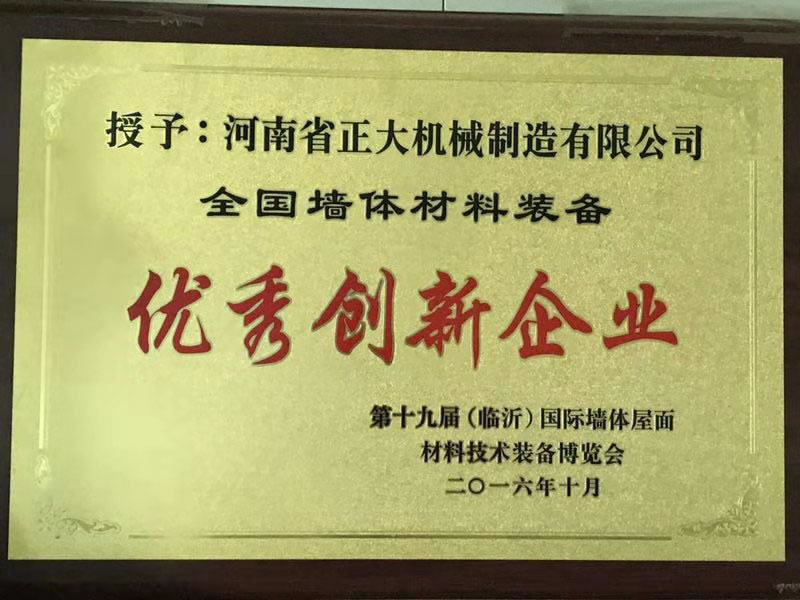 授予：河南省正大机械制造有限公司
全国墙体材料装备
优秀创新企业
第十九届（临沂）国际墙体屋面
材料技术装备博览会
二〇一六年十月